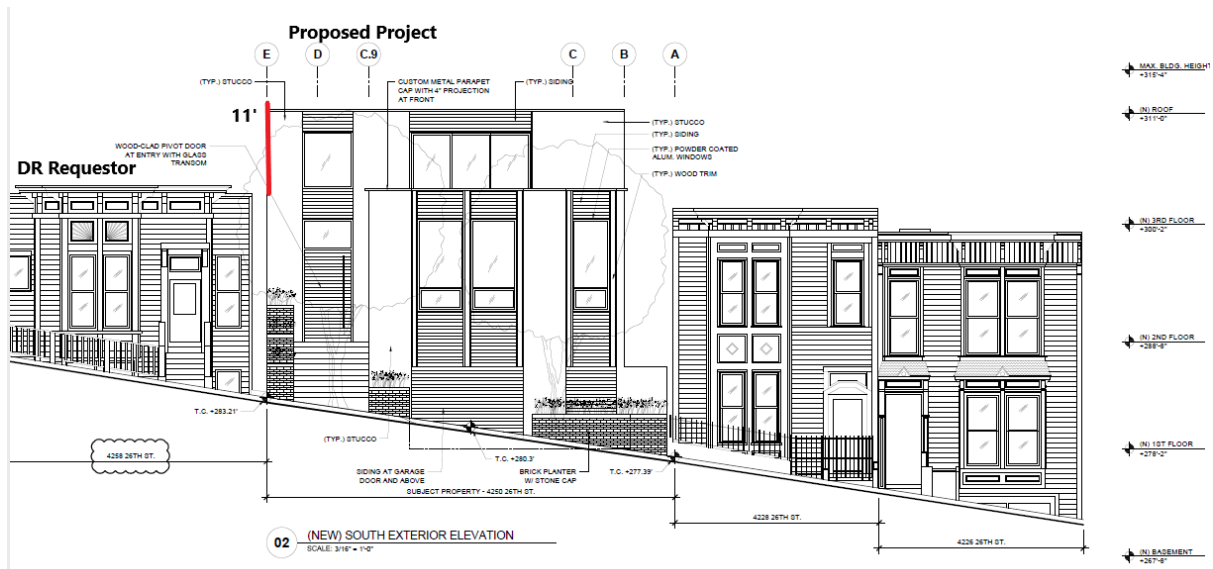 Proposed Project
E
D
C.9
C
B
A
MAX. BLDG. HEIGHT
+315'-4"
(TYP.) STUCCO
CUSTOM METAL PARAPET
CAP WITH 4" PROJECTION
AT FRONT
(TYP.) SIDING
11'
(N) ROOF
+311'-0"
(TYP.) STUCCO
(TYP.) SIDING
(TYP.) POWDER COATED
ALUM. WINDOWS
(TYP.) WOOD TRIM
WOOD-CLAD PIVOT DOOR
AT ENTRY WITH GLASS
TRANSOM
DR Requestor
(N) 3RD FLOOR
+300'-2"
(N) 2ND FLOOR
T.C. +283.21'
(TYP.) STUCCO
4258 26TH ST.
T.C. +280.3'
T.C. +277.39'
(N) 1ST FLOOR
+278'-2"
SIDING AT GARAGE
DOOR AND ABOVE
BRICK PLANTER
W/ STONE CAP
SUBJECT PROPERTY - 4250 26TH ST.
4228 26TH ST.
4226 26TH ST.
02
(NEW) SOUTH EXTERIOR ELEVATION
SCALE: 3/16" = 1'-0"
(N) BASEMENT
+267'-8"